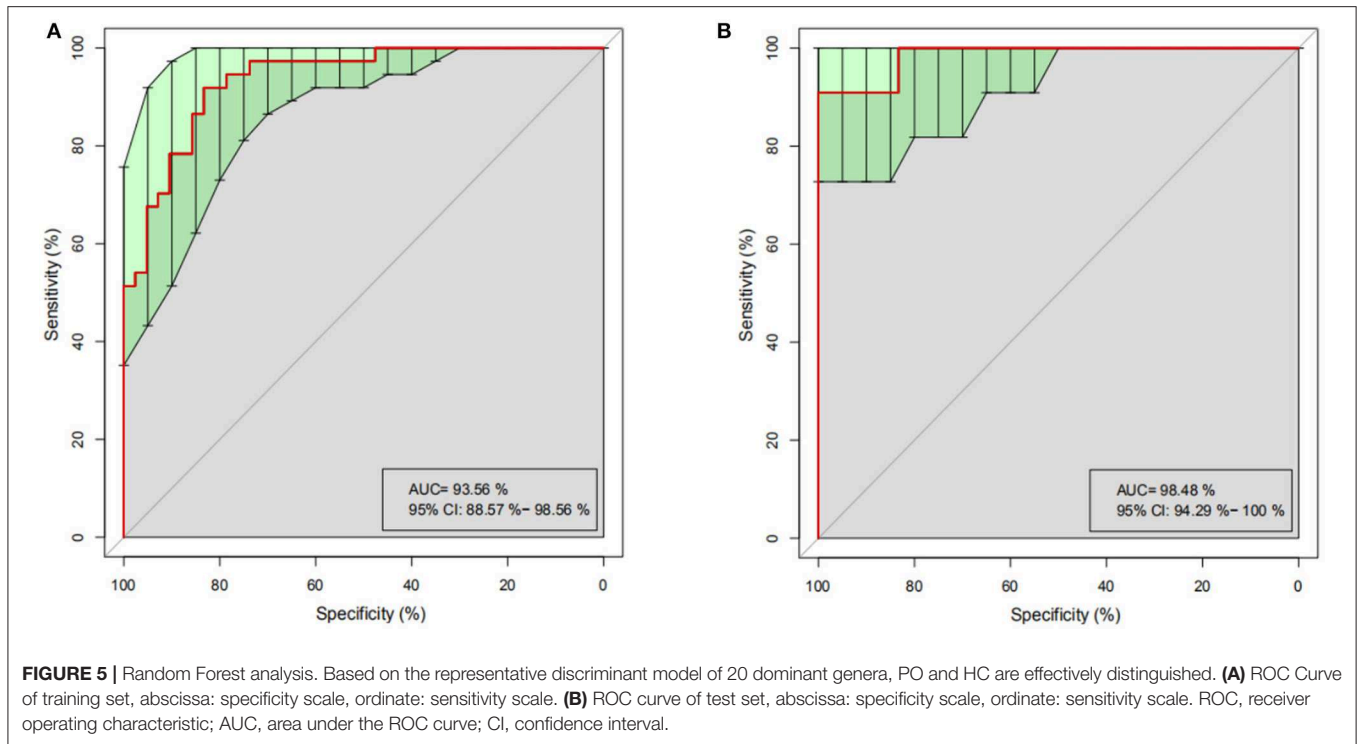 A
100
80
60
40
20
0
Sensitivity (%)
AUC= 93.56 %
95% CI: 88.57 %− 98.56 %
100 80 60 40 20 0
Specificity (%)
B
100
80
60
40
20
0
Sensitivity (%)
AUC= 98.48 %
95% CI: 94.29 %− 100 %
100 80 60 40 20 0
Specificity (%)
FIGURE 5 | Random Forest analysis. Based on the representative discriminant model of 20 dominant genera, PO and HC are effectively distinguished. (A) ROC Curve
of training set, abscissa: specificity scale, ordinate: sensitivity scale. (B) ROC curve of test set, abscissa: specificity scale, ordinate: sensitivity scale. ROC, receiver
operating characteristic; AUC, area under the ROC curve; CI, confidence interval.